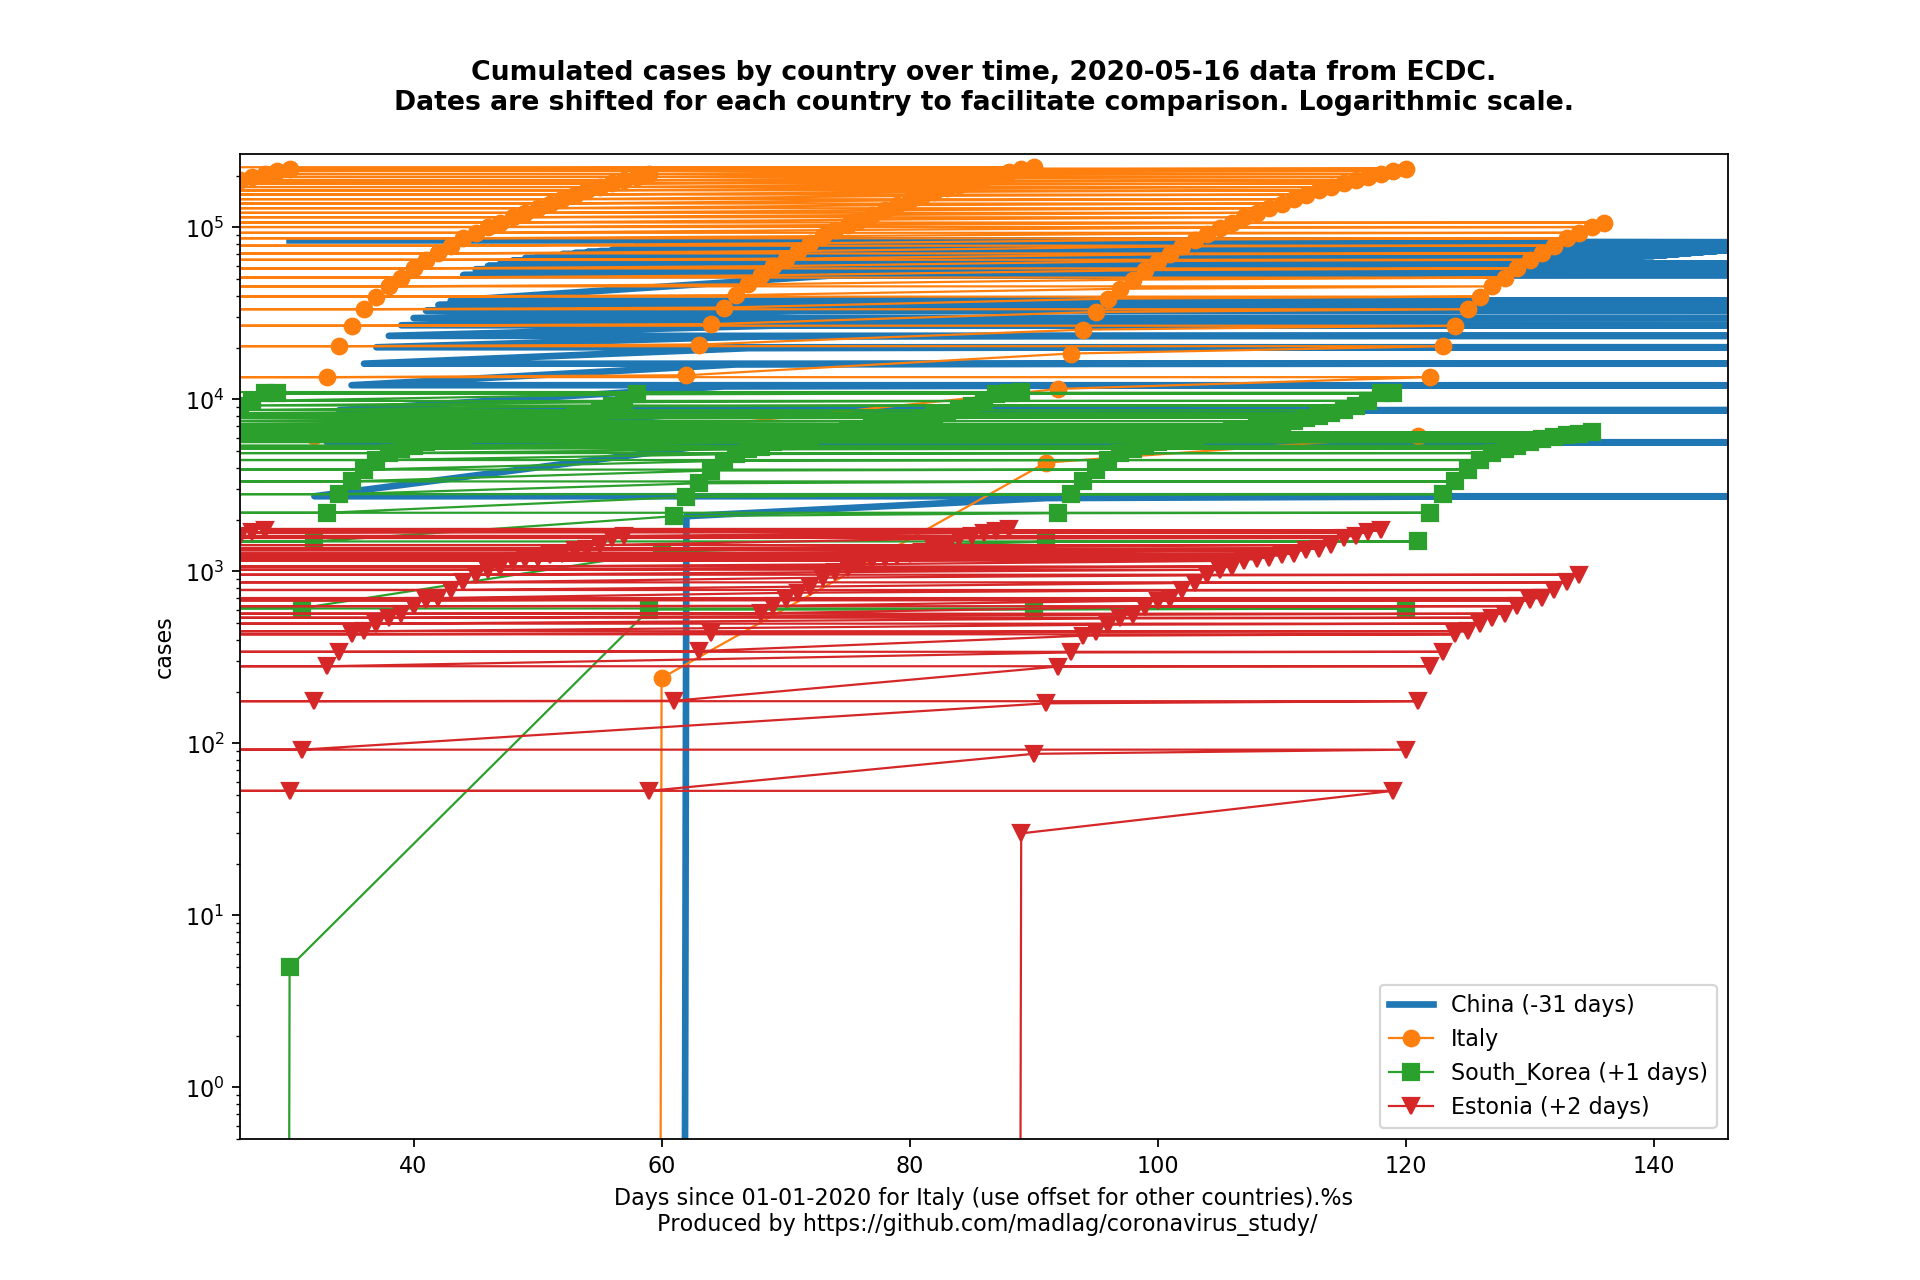 Cumulated cases by country over time, 2020-05-16 data from ECDC.
Dates are shifted for each country to facilitate comparison. Logarithmic scale.
10^5
10^4
10^3
10^2
10^1
10^0
cases
China (-31 days)
Italy
South_Korea (+1 days)
Estonia (+2 days)
40 60 80 100 120 140
Days since 01-01-2020 for Italy (use offset for other countries).%s
Produced by https://github.com/madlag/coronavirus_study/